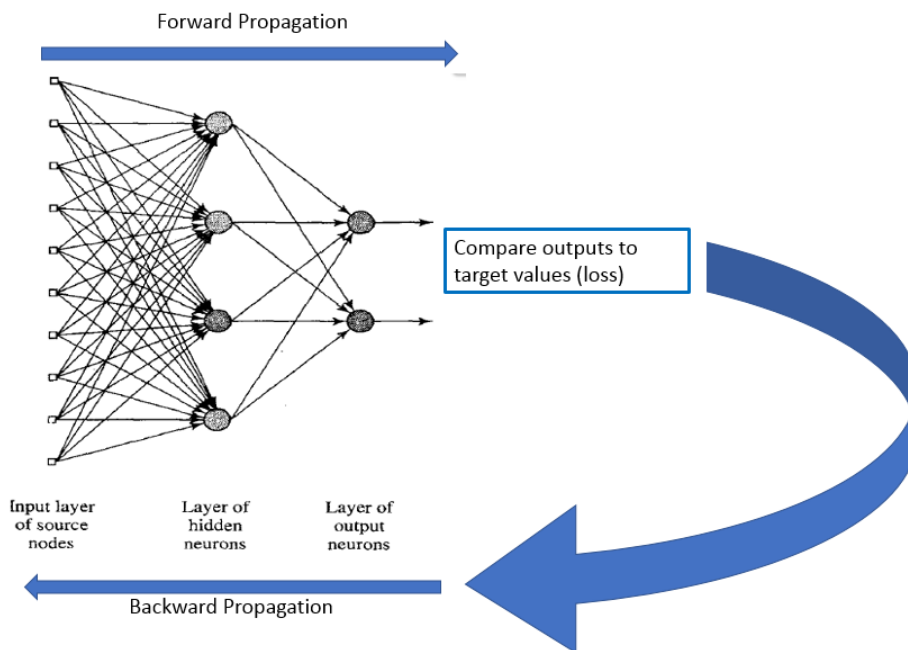 Forward Propagation
Compare outputs to
target values (loss)
Input layer
of source
nodes
Layer of
hidden
neurons
Layer of
output
neurons
Backward Propagation